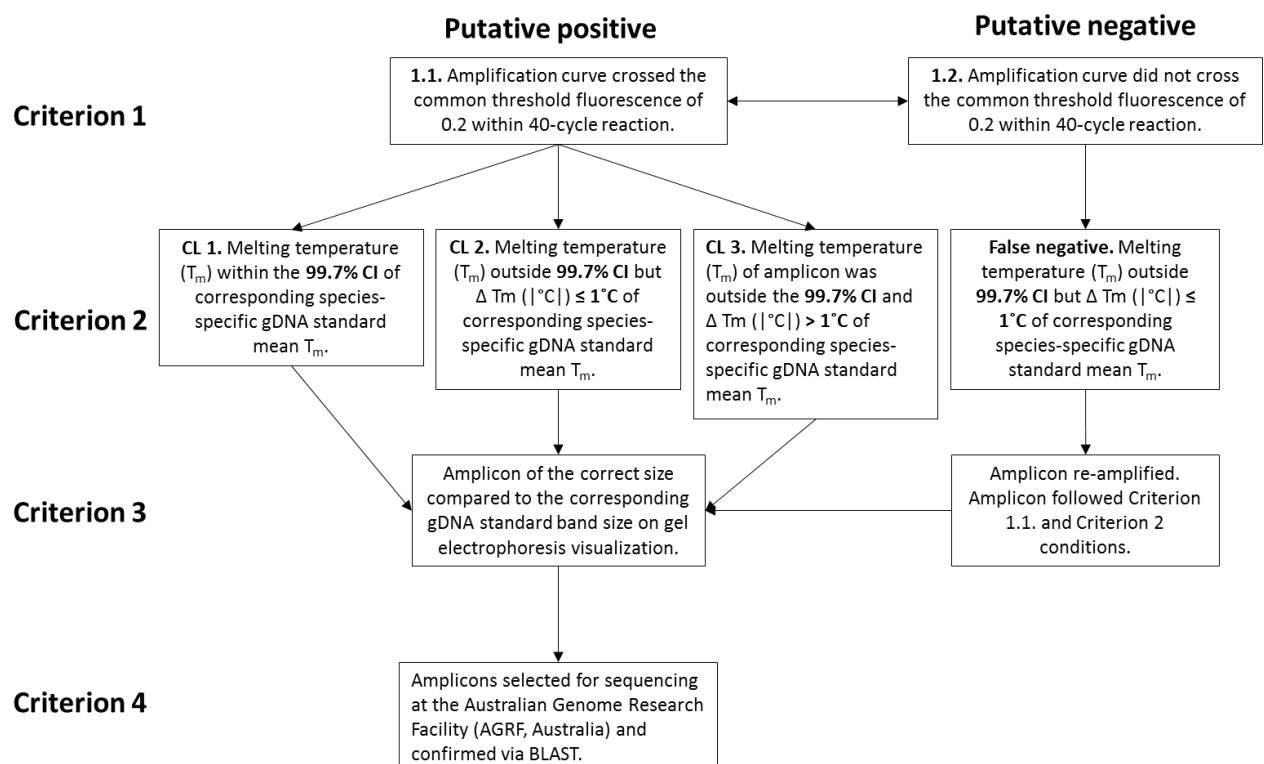 Putative positive
Putative negative
Criterion 1
1.1. Amplification curve crossed the
common threshold fluorescence of
0.2 within 40-cycle reaction.
1.2. Amplification curve did not cross
the common threshold fluorescence of
0.2 within 40-cycle reaction.
Criterion 2
CL 1. Melting temperature
(Tm) within the 99.7% CI of
corresponding species-
specific gDNA standard
mean Tm.
CL 2. Melting temperature
(Tm) outside 99.7% CI but
Δ Tm (|°C|) ≤ 1˚C of
corresponding species-
specific gDNA standard
mean Tm.
CL 3. Melting temperature
(Tm) of amplicon was
outside the 99.7% CI and
Δ Tm (|°C|) > 1˚C of
corresponding species-
specific gDNA standard
mean Tm.
False negative. Melting
temperature (Tm) outside
99.7% CI but Δ Tm (|°C|) ≤
1˚C of corresponding
species-specific gDNA
standard mean Tm.
Criterion 3
Amplicon of the correct size
compared to the corresponding
gDNA standard band size on gel
electrophoresis visualization.
Amplicon re-amplified.
Amplicon followed Criterion
1.1. and Criterion 2
conditions.
Criterion 4
Amplicons selected for sequencing
at the Australian Genome Research
Facility (AGRF, Australia) and
confirmed via BLAST.